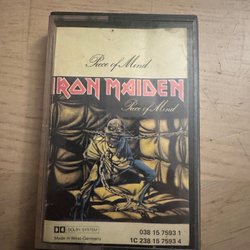 Piece of Mind
IRON MAIDEN
Piece of Mind
DOLBY SYSTEM
Made in West-Germany
038 15 7593 1
1C 238 15 7593 4